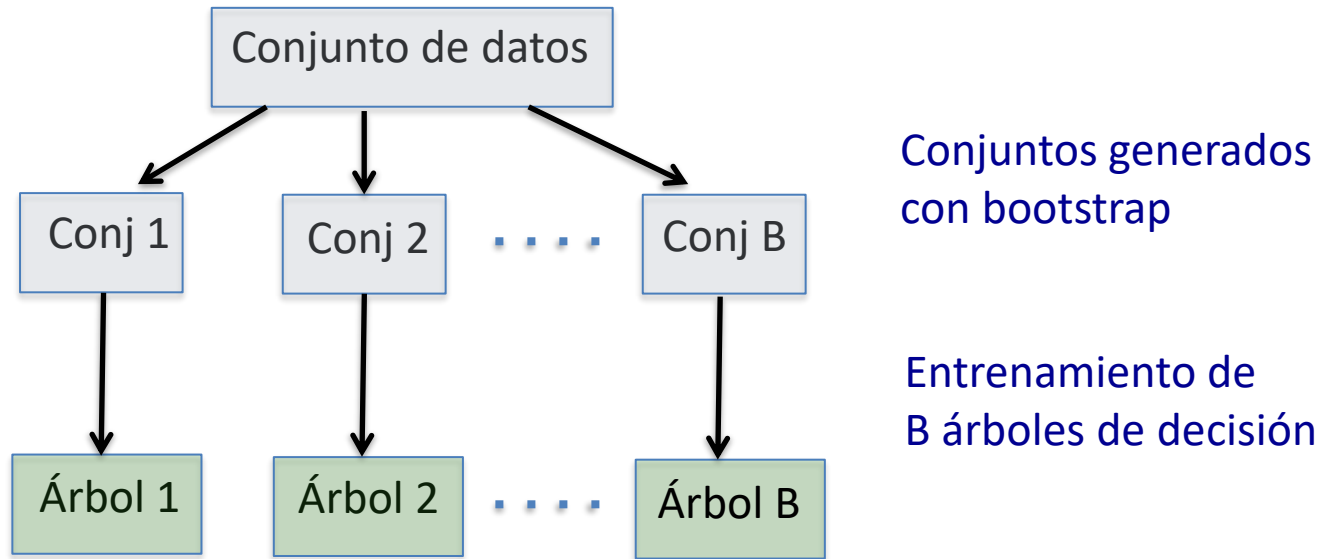 Conjunto de datos
Conjuntos generados
con bootstrap
Conj 1
Conj 2
Conj B
Entrenamiento de
B árboles de decisión
Árbol 1
Árbol 2
Árbol B